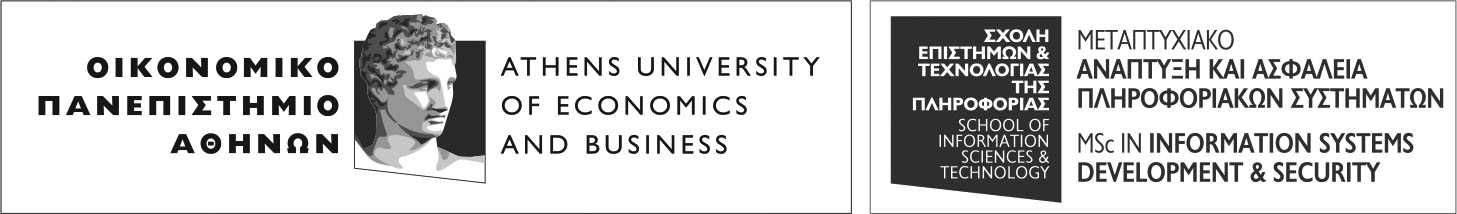 ΟΙΚΟΝΟΜΙΚΟ
ΠΑΝΕΠΙΣΤΗΜΙΟ
ΑΘΗΝΩΝ
ATHENS UNIVERSITY
OF ECONOMICS
AND BUSINESS
ΣΧΟΛΗ
ΕΠΙΣΤΗΜΩΝ &
ΤΕΧΝΟΛΟΓΙΑΣ
ΤΗΣ
ΠΛΗΡΟΦΟΡΙΑΣ
SCHOOL OF
INFORMATION
SCIENCES &
TECHNOLOGY
ΜΕΤΑΠΤΥΧΙΑΚΟ
ΑΝΑΠΤΥΞΗ ΚΑΙ ΑΣΦΑΛΕΙΑ
ΠΛΗΡΟΦΟΡΙΑΚΩΝ ΣΥΣΤΗΜΑΤΩΝ
MSc IN INFORMATION SYSTEMS
DEVELOPMENT & SECURITY